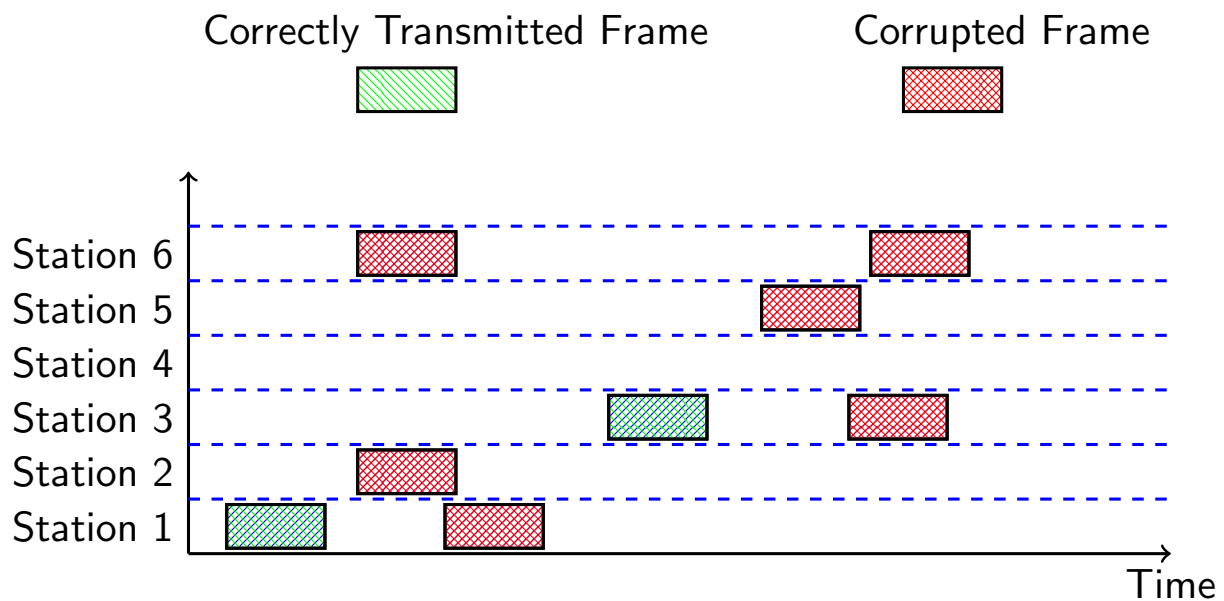 Correctly Transmitted Frame
Corrupted Frame
Station 6
Station 5
Station 4
Station 3
Station 2
Station 1
Time